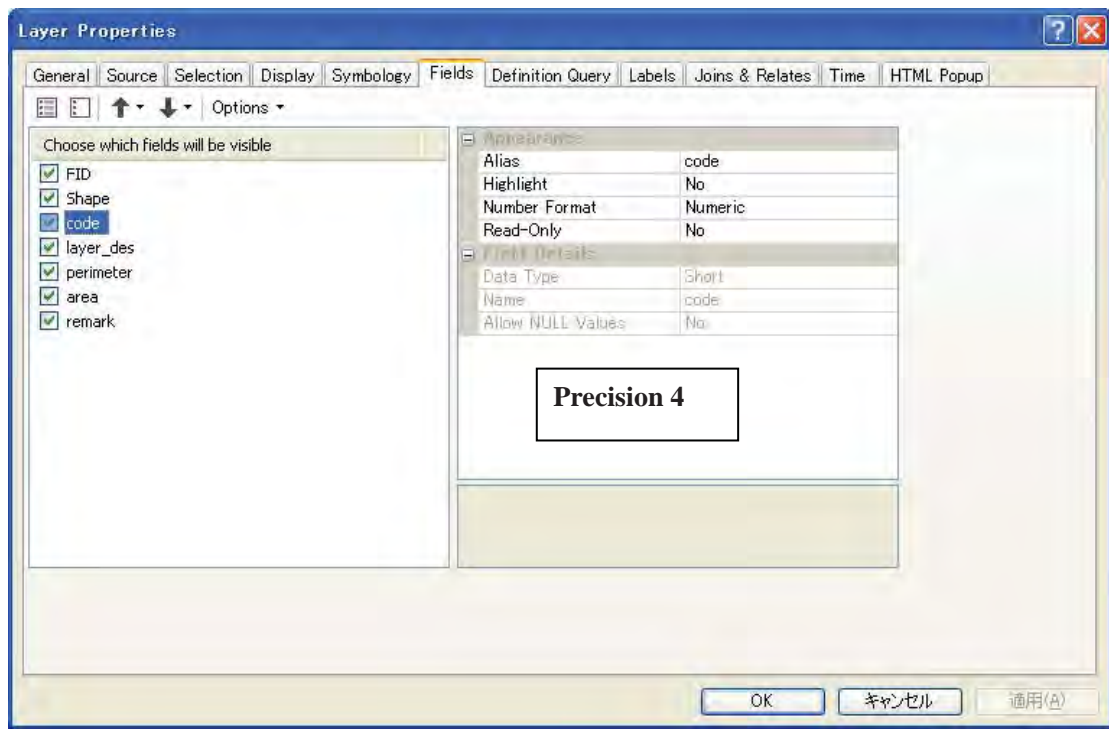 Layer Properties
General Source Selection Display Symbology Fields Definition Query Labels Joins & Relates Time HTML Popup
Options
Choose which fields will be visible
FID
Shape
code
layer_des
perimeter
area
remark
Appearance
Alias code
Highlight No
Number Format Numeric
Read-Only No
Field Details
Data Type Short
Name code
Allow NULL Values No
Precision 4
OK キャンセル 適用(A)